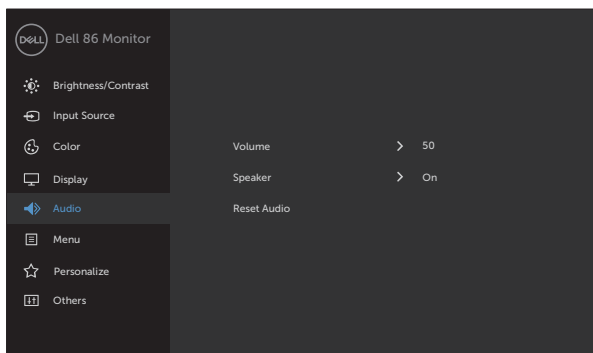 DELL Dell 86 Monitor
Brightness/Contrast
Input Source
Color
Display
Audio
Menu
Personalize
Others
Volume 50
Speaker On
Reset Audio